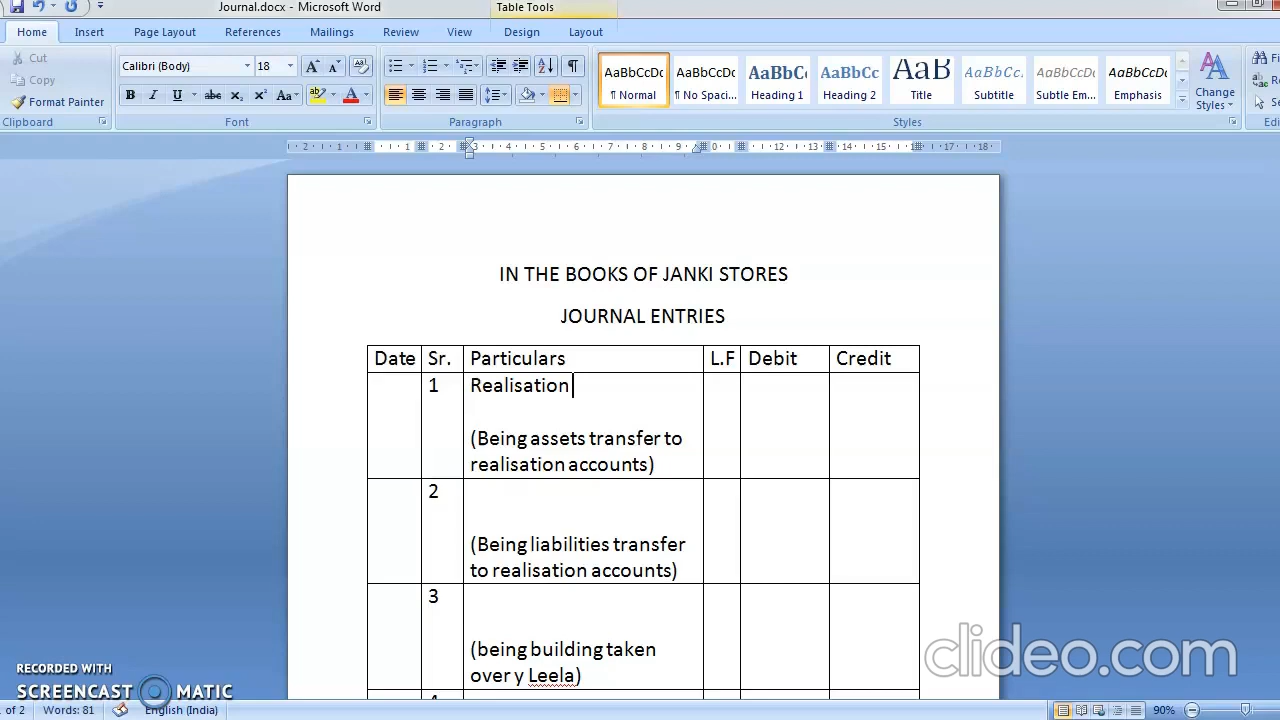 Journal.docx - Microsoft Word
Table Tools
Home Insert Page Layout References Mailings Review View Design Layout
Cut
Copy
Format Painter
Clipboard
Calibri (Body) 18
Font
Paragraph
AaBbCcDc AaBbCcDc AaBbCc AaBbCc AaB AaBbCc. AaBbCcDc AaBbCcDc
¶ Normal ¶ No Spaci... Heading 1 Heading 2 Title Subtitle Subtle Em... Emphasis
Change
Styles
Styles
IN THE BOOKS OF JANKI STORES
JOURNAL ENTRIES
Date Sr. Particulars L.F Debit Credit
1 Realisation
(Being assets transfer to
realisation accounts)
2
(Being liabilities transfer
to realisation accounts)
3
(being building taken
over y Leela)
clideo.com
RECORDED WITH
SCREENCAST MATIC
1 of 2 Words: 81 English (India) 90%